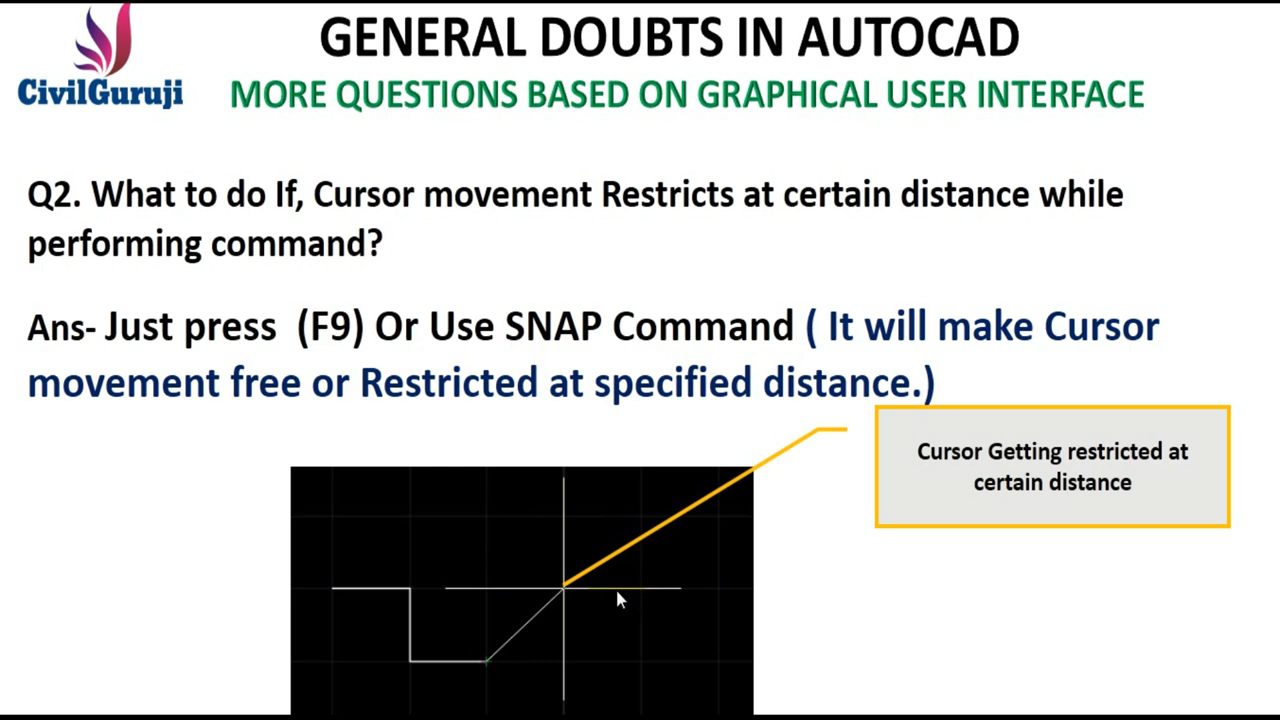 GENERAL DOUBTS IN AUTOCAD
CivilGuruji
MORE QUESTIONS BASED ON GRAPHICAL USER INTERFACE
Q2. What to do If, Cursor movement Restricts at certain distance while
performing command?
Ans- Just press (F9) Or Use SNAP Command ( It will make Cursor
movement free or Restricted at specified distance.)
Cursor Getting restricted at
certain distance